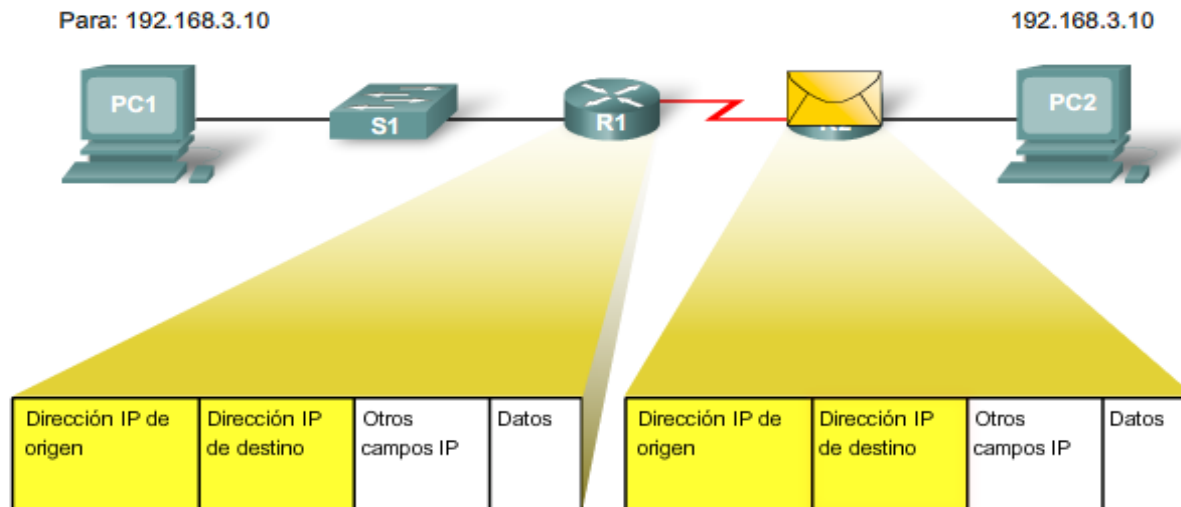 Para: 192.168.3.10
192.168.3.10
PC1
S1
R1
PC2
Dirección IP de
origen
Dirección IP
de destino
Otros
campos IP
Datos
Dirección IP de
origen
Dirección IP
de destino
Otros
campos IP
Datos